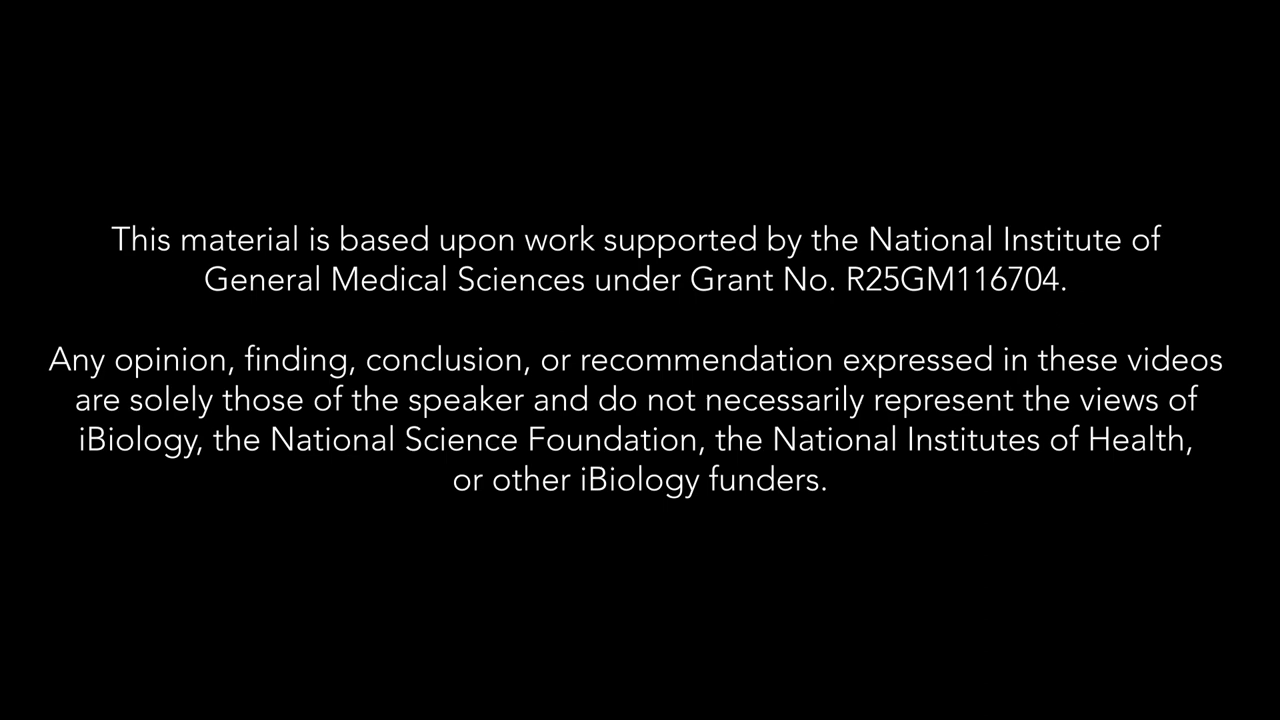 This material is based upon work supported by the National Institute of
General Medical Sciences under Grant No. R25GM116704.
Any opinion, finding, conclusion, or recommendation expressed in these videos
are solely those of the speaker and do not necessarily represent the views of
iBiology, the National Science Foundation, the National Institutes of Health,
or other iBiology funders.